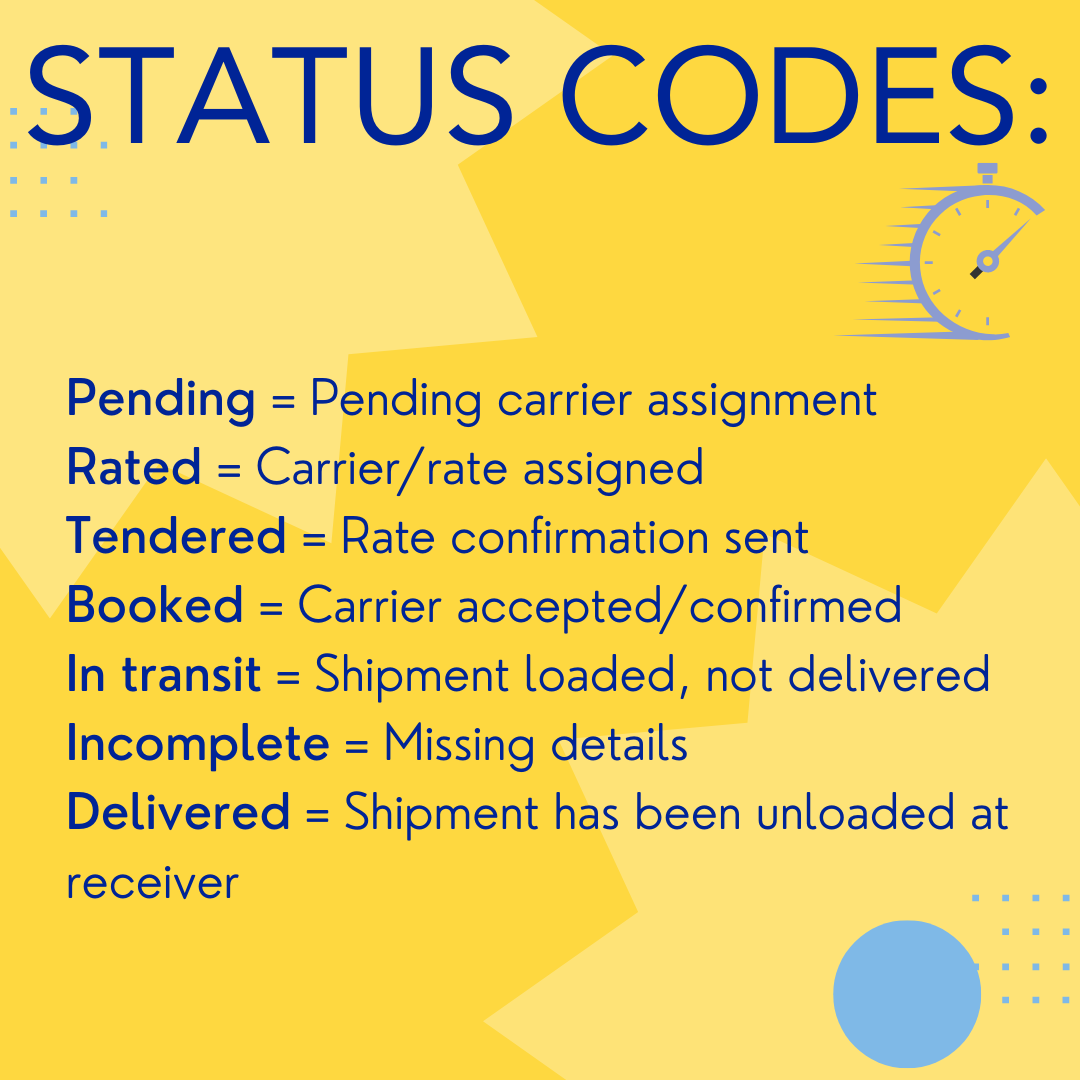 STATUS CODES:
Pending = Pending carrier assignment
Rated = Carrier/rate assigned
Tendered = Rate confirmation sent
Booked = Carrier accepted/confirmed
In transit = Shipment loaded, not delivered
Incomplete = Missing details
Delivered = Shipment has been unloaded at
receiver